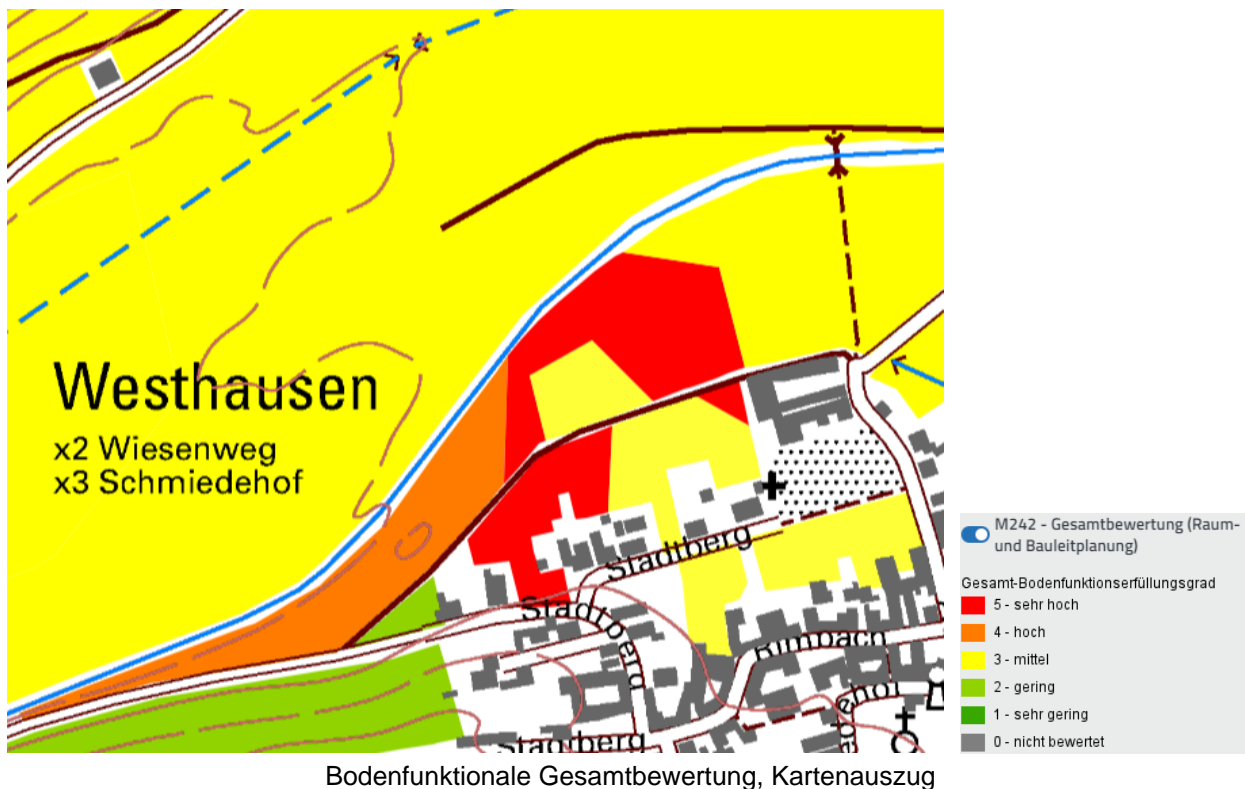 Westhausen
x2 Wiesenweg
x3 Schmiedehof
Stadtberg
Stadtberg
Stadtberg
Rimbach
M242 - Gesamtbewertung (Raum-
und Bauleitplanung)
Gesamt-Bodenfunktionserfüllungsgrad
5 - sehr hoch
4 - hoch
3 - mittel
2 - gering
1 - sehr gering
0 - nicht bewertet
Bodenfunktionale Gesamtbewertung, Kartenauszug